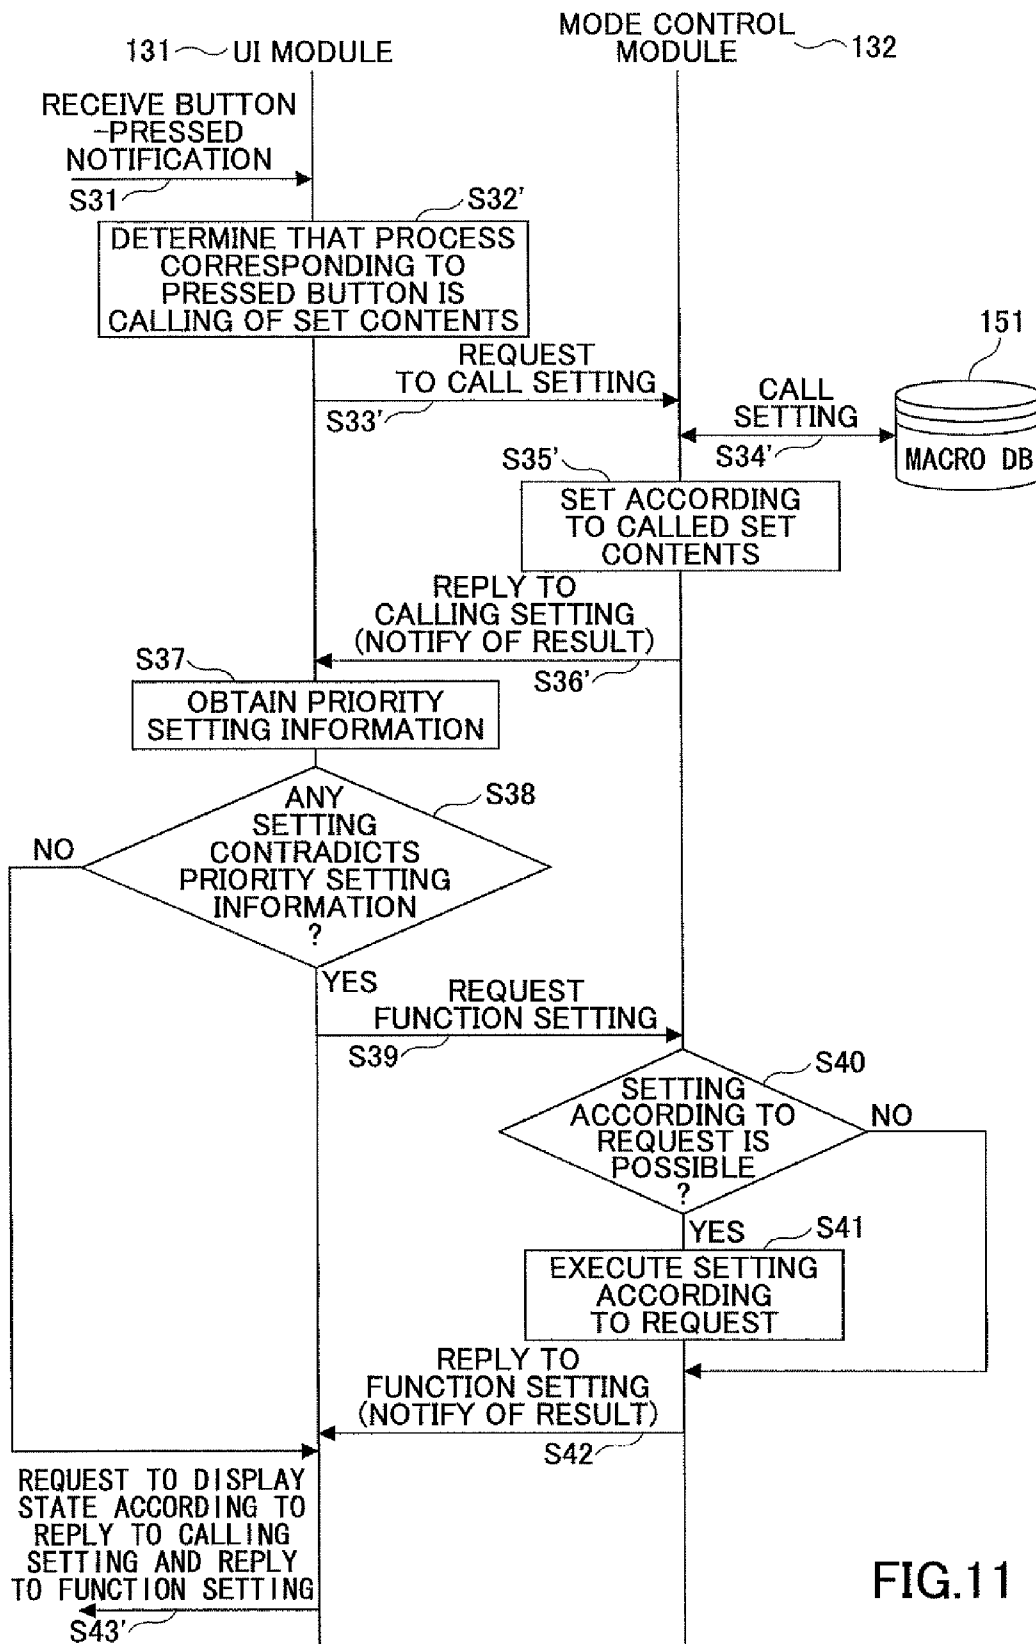 131 UI MODULE
MODE CONTROL
MODULE
132
RECEIVE BUTTON
-PRESSED
NOTIFICATION
S31
S32'
DETERMINE THAT PROCESS
CORRESPONDING TO
PRESSED BUTTON IS
CALLING OF SET CONTENTS
REQUEST
TO CALL SETTING
S33'
151
CALL
SETTING
S34'
MACRO DB
S35'
SET ACCORDING
TO CALLED SET
CONTENTS
REPLY TO
CALLING SETTING
(NOTIFY OF RESULT)
S36'
S37
OBTAIN PRIORITY
SETTING INFORMATION
S38
ANY
SETTING
CONTRADICTS
PRIORITY SETTING
INFORMATION
?
NO
YES
REQUEST
FUNCTION SETTING
S39
S40
SETTING
ACCORDING TO
REQUEST IS
POSSIBLE
?
NO
YES
S41
EXECUTE SETTING
ACCORDING
TO REQUEST
REPLY TO
FUNCTION SETTING
(NOTIFY OF RESULT)
S42
REQUEST TO DISPLAY
STATE ACCORDING TO
REPLY TO CALLING
SETTING AND REPLY
TO FUNCTION SETTING
S43'
FIG.11